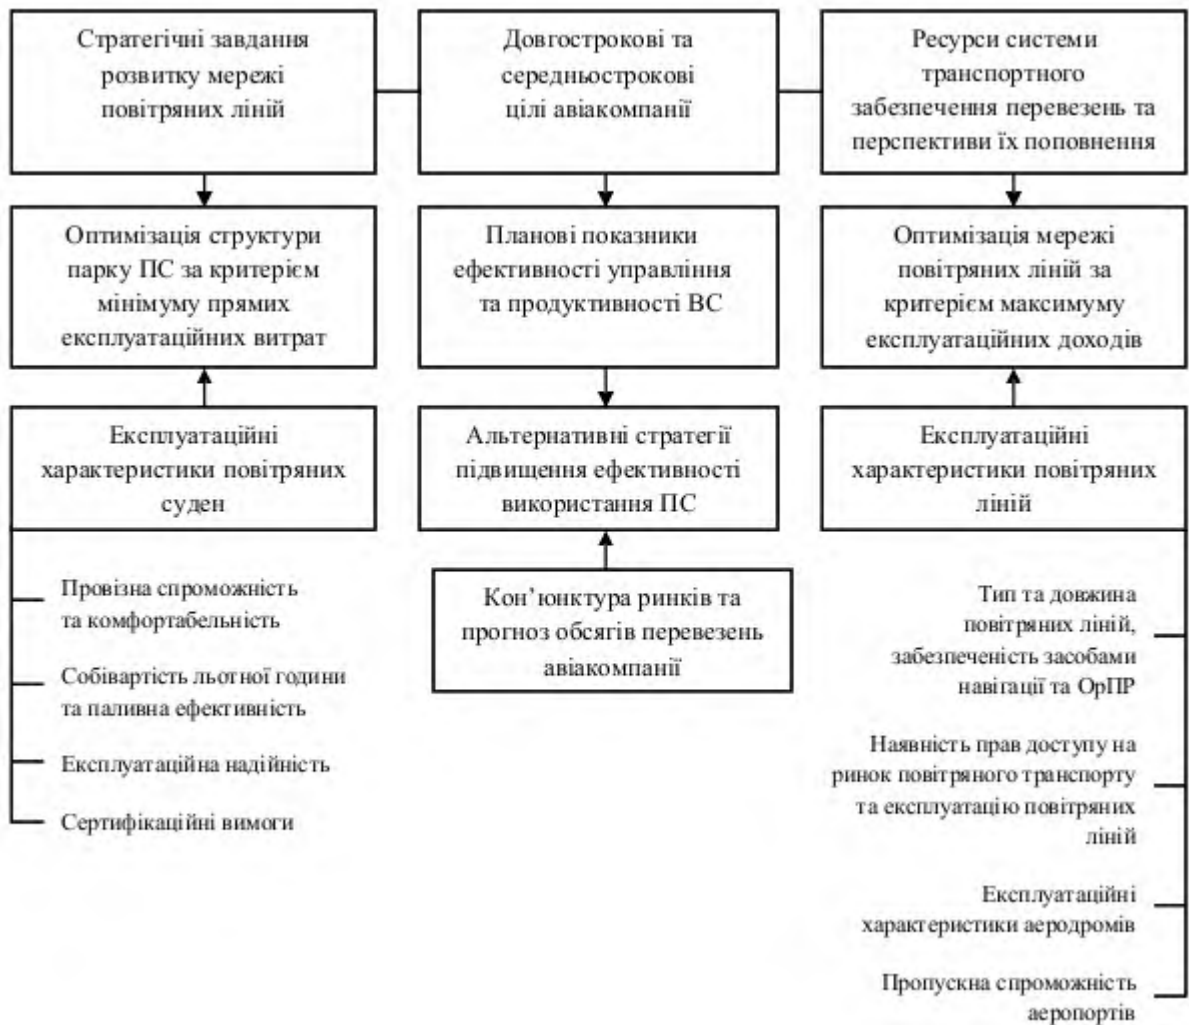 Стратегічні завдання
розвитку мережі
повітряних ліній
Довгострокові та
середньострокові
цілі авіакомпанії
Ресурси системи
транспортного
забезпечення перевезень та
перспективи їх поповнення
Оптимізація структури
парку ПС за критерієм
мінімуму прямих
експлуатаційних витрат
Планові показники
ефективності управління
та продуктивності ВС
Оптимізація мережі
повітряних ліній за
критерієм максимуму
експлуатаційних доходів
Експлуатаційні
характеристики повітряних
суден
Альтернативні стратегії
підвищення ефективності
використання ПС
Експлуатаційні
характеристики повітряних
ліній
Провізна спроможність
та комфортабельність
Собівартість льотної години
та паливна ефективність
Експлуатаційна надійність
Сертифікаційні вимоги
Кон’юнктура ринків та
прогноз обсягів перевезень
авіакомпанії
Тип та довжина
повітряних ліній,
забезпеченість засобами
навігації та ОрПР
Наявність прав доступу на
ринок повітряного транспорту
та експлуатацію повітряних
ліній
Експлуатаційні
характеристики аеродромів
Пропускна спроможність
аеропортів